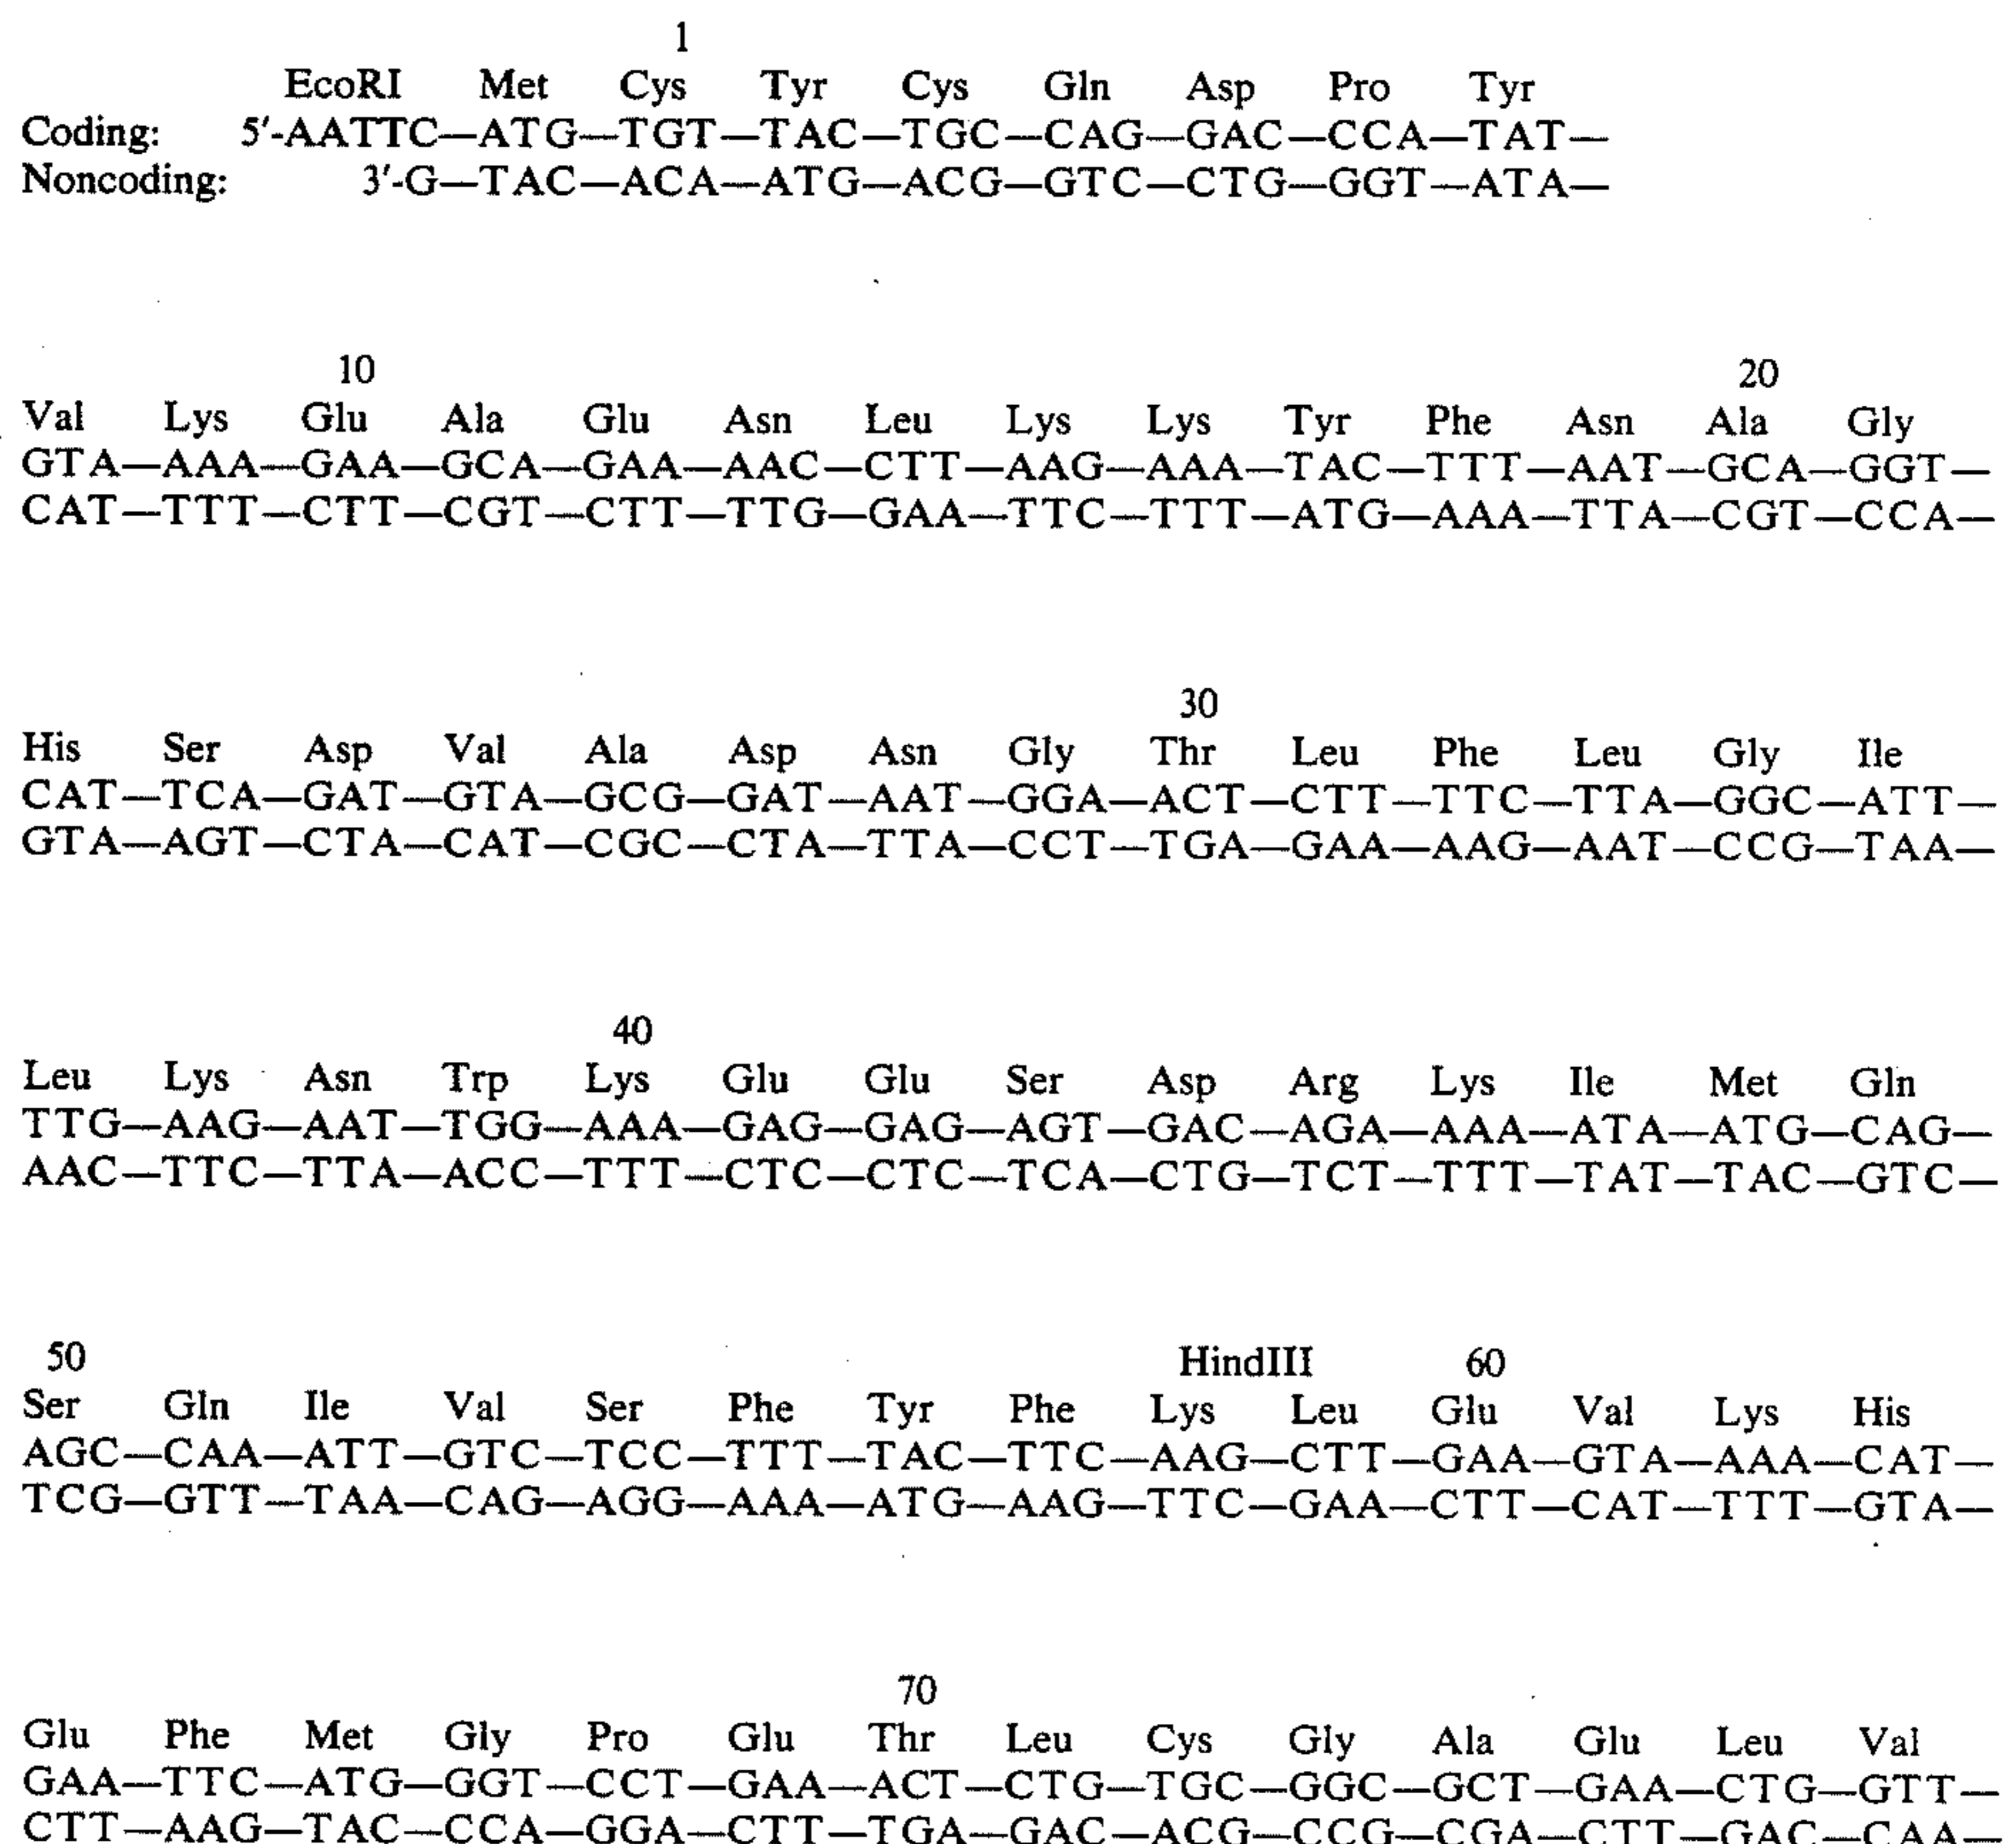 1
EcoRI Met Cys Tyr Cys Gln Asp Pro Tyr
Coding: 5'-AATTC—ATG—TGT—TAC—TGC—CAG—GAC—CCA—TAT—
Noncoding: 3'-G—TAC—ACA—ATG—ACG—GTC—CTG—GGT—ATA—
10 20
Val Lys Glu Ala Glu Asn Leu Lys Lys Tyr Phe Asn Ala Gly
GTA—AAA—GAA—GCA—GAA—AAC—CTT—AAG—AAA—TAC—TTT—AAT—GCA—GGT—
CAT—TTT—CTT—CGT—CTT—TTG—GAA—TTC—TTT—ATG—AAA—TTA—CGT—CCA—
30
His Ser Asp Val Ala Asp Asn Gly Thr Leu Phe Leu Gly Ile
CAT—TCA—GAT—GTA—GCG—GAT—AAT—GGA—ACT—CTT—TTC—TTA—GGC—ATT—
GTA—AGT—CTA—CAT—CGC—CTA—TTA—CCT—TGA—GAA—AAG—AAT—CCG—TAA—
40
Leu Lys Asn Trp Lys Glu Glu Ser Asp Arg Lys Ile Met Gln
TTG—AAG—AAT—TGG—AAA—GAG—GAG—AGT—GAC—AGA—AAA—ATA—ATG—CAG—
AAC—TTC—TTA—ACC—TTT—CTC—CTC—TCA—CTG—TCT—TTT—TAT—TAC—GTC—
50 HindIII 60
Ser Gln Ile Val Ser Phe Tyr Phe Lys Leu Glu Val Lys His
AGC—CAA—ATT—GTC—TCC—TTT—TAC—TTC—AAG—CTT—GAA—GTA—AAA—CAT—
TCG—GTT—TAA—CAG—AGG—AAA—ATG—AAG—TTC—GAA—CTT—CAT—TTT—GTA—
70
Glu Phe Met Gly Pro Glu Thr Leu Cys Gly Ala Glu Leu Val
GAA—TTC—ATG—GGT—CCT—GAA—ACT—CTG—TGC—GGC—GCT—GAA—CTG—GTT—
CTT—AAG—TAC—CCA—GGA—CTT—TGA—GAC—ACG—CCG—CGA—CTT—GAC—CAA—